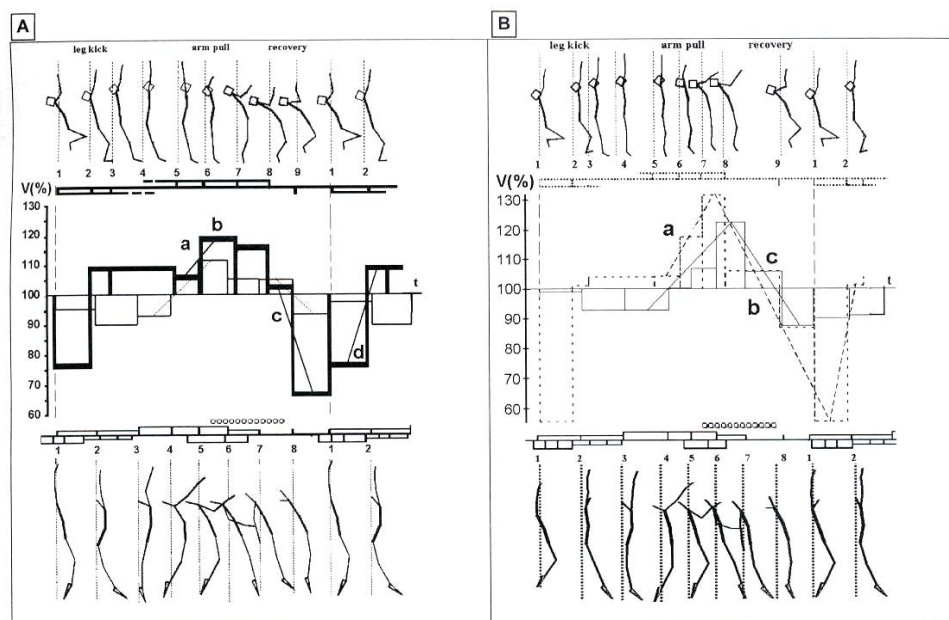 A
leg kick arm pull recovery
1 2 3 4 5 6 7 8 9 1 2
V(%)
130
120
110
100
90
80
70
60
a
b
c
d
t
1 2 3 4 5 6 7 8 1 2
B
leg kick arm pull recovery
1 2 3 4 5 6 7 8 9 1 2
V(%)
130
120
110
100
90
80
70
60
a
c
b
t
1 2 3 4 5 6 7 8 1 2